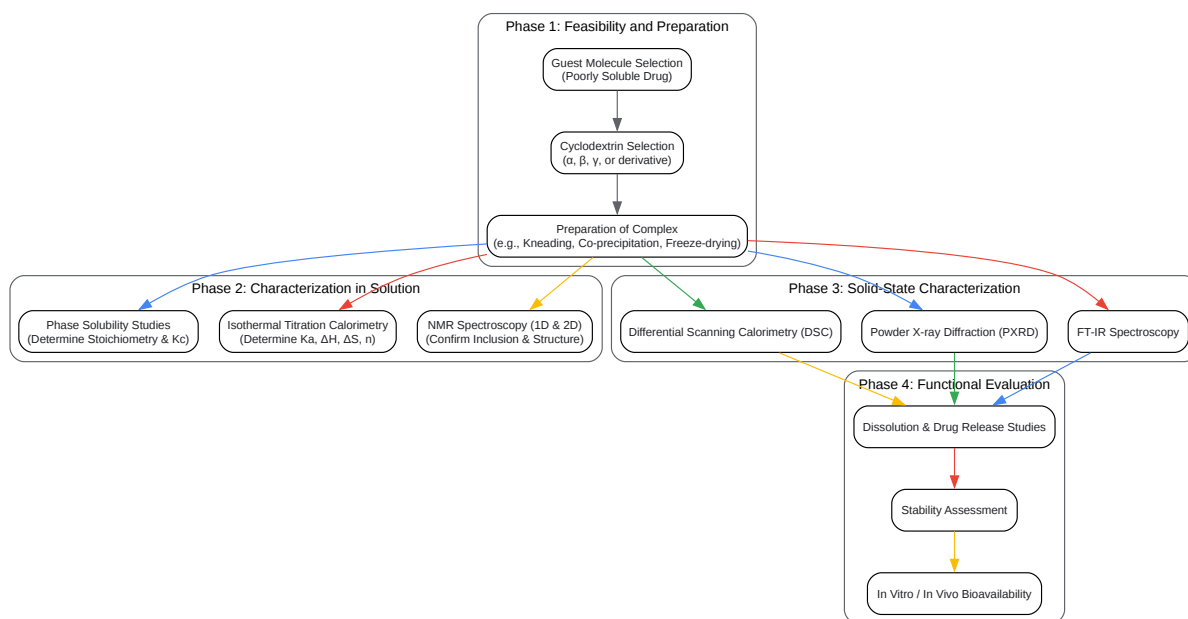 Phase 1: Feasibility and Preparation
Guest Molecule Selection
(Poorly Soluble Drug)
Cyclodextrin Selection
(α, β, γ, or derivative)
Preparation of Complex
(e.g., Kneading, Co-precipitation, Freeze-drying)
Phase 2: Characterization in Solution
Phase Solubility Studies
(Determine Stoichiometry & Kc)
Isothermal Titration Calorimetry
(Determine Ka, ΔH, ΔS, n)
NMR Spectroscopy (1D & 2D)
(Confirm Inclusion & Structure)
Phase 3: Solid-State Characterization
Differential Scanning Calorimetry (DSC)
Powder X-ray Diffraction (PXRD)
FT-IR Spectroscopy
Phase 4: Functional Evaluation
Dissolution & Drug Release Studies
Stability Assessment
In Vitro / In Vivo Bioavailability